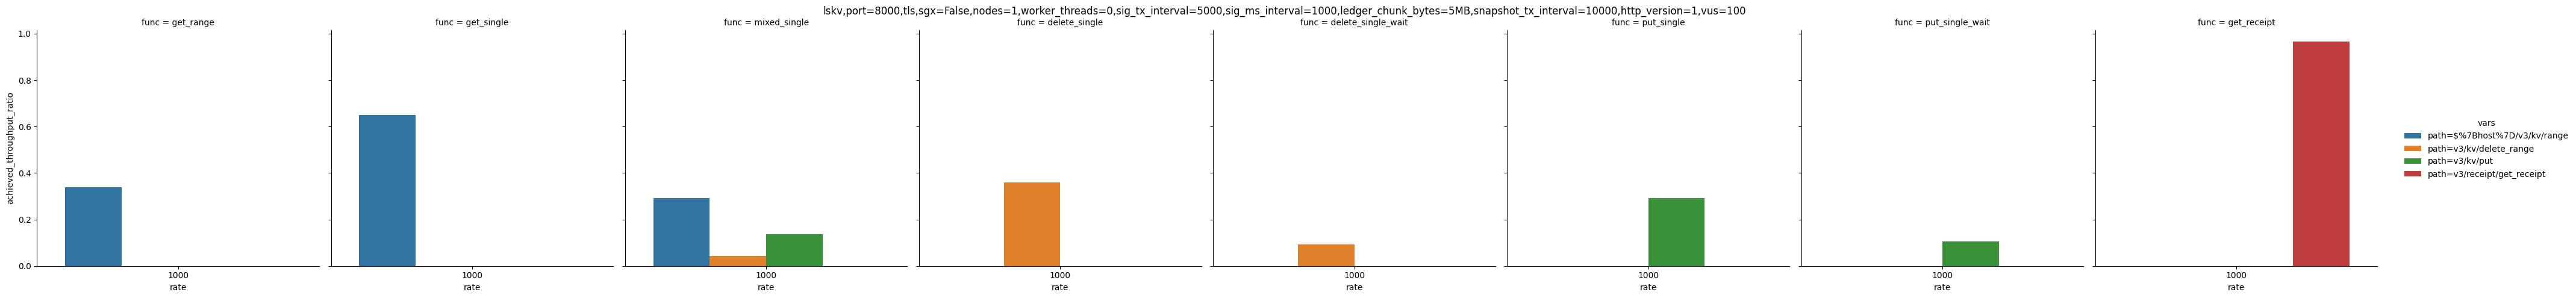 lskv,port=8000,tls,sgx=False,nodes=1,worker_threads=0,sig_tx_interval=5000,sig_ms_interval=1000,ledger_chunk_bytes=5MB,snapshot_tx_interval=10000,http_version=1,vus=100
func = get_range
func = get_single
func = mixed_single
func = delete_single
func = delete_single_wait
func = put_single
func = put_single_wait
func = get_receipt
achieved_throughput_ratio
1.0
0.8
0.6
0.4
0.2
0.0
1000
1000
1000
1000
1000
1000
1000
1000
rate
rate
rate
rate
rate
rate
rate
rate
vars
path=$%7Bhost%7D/v3/kv/range
path=v3/kv/delete_range
path=v3/kv/put
path=v3/receipt/get_receipt